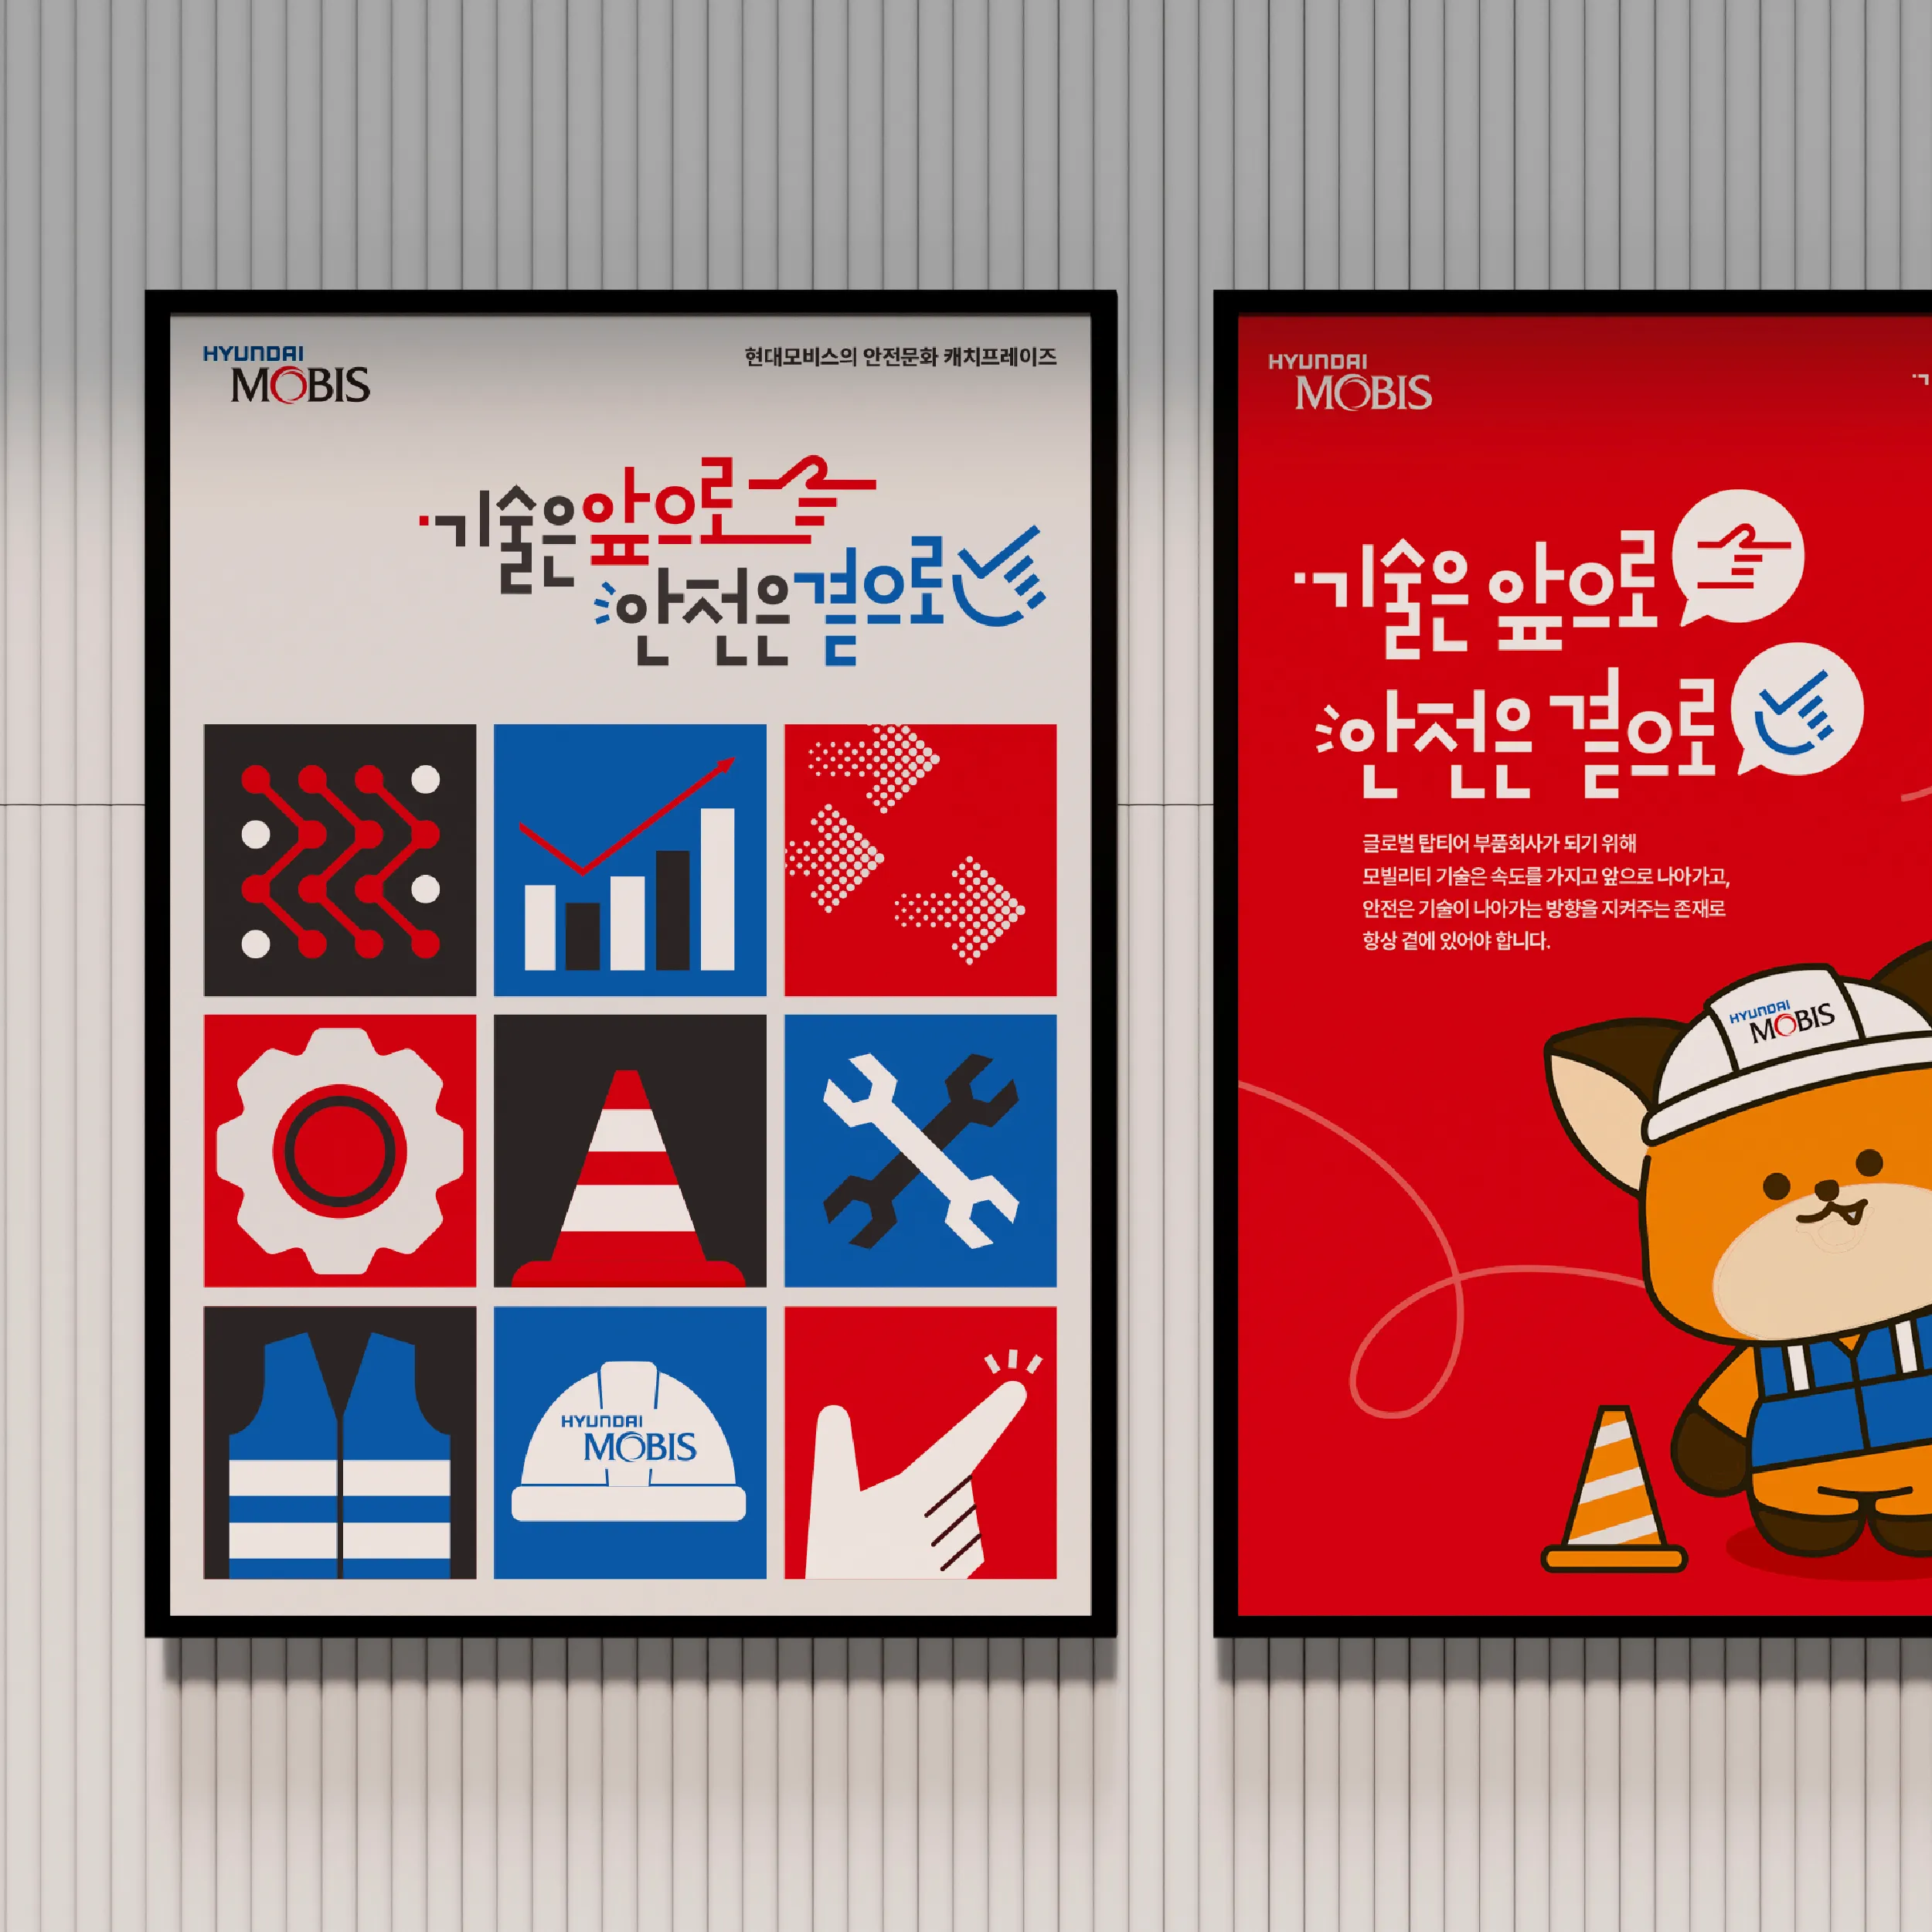 HYUNDAI
MOBIS
현대모비스의 안전문화 캐치프레이즈
기술은 앞으로
안전은 곁으로
HYUNDAI
MOBIS
HYUNDAI
MOBIS
기술은 앞으로
안전은 곁으로
글로벌 탑티어 부품회사가 되기 위해
모빌리티 기술은 속도를 가지고 앞으로 나아가고,
안전은 기술이 나아가는 방향을 지켜주는 존재로
항상 곁에 있어야 합니다.
HYUNDAI
MOBIS